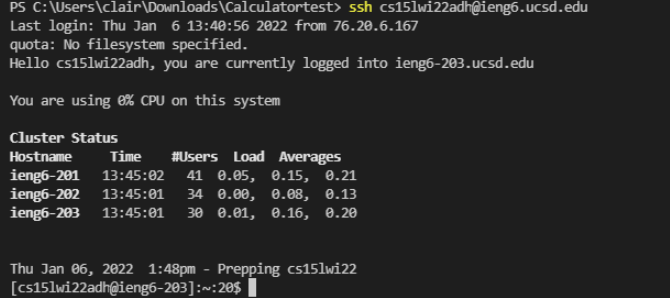 PS C:\Users\clair\Downloads\Calculatortest> ssh cs15lwi22adh@ieng6.ucsd.edu
Last login: Thu Jan  6 13:40:56 2022 from 76.20.6.167
quota: No filesystem specified.
Hello cs15lwi22adh, you are currently logged into ieng6-203.ucsd.edu
You are using 0% CPU on this system
Cluster Status
Hostname     Time    #Users  Load  Averages
ieng6-201   13:45:02   41  0.05,  0.15,  0.21
ieng6-202   13:45:01   34  0.00,  0.08,  0.13
ieng6-203   13:45:01   30  0.01,  0.16,  0.20
Thu Jan 06, 2022  1:48pm - Prepping cs15lwi22
[cs15lwi22adh@ieng6-203]:~:20$